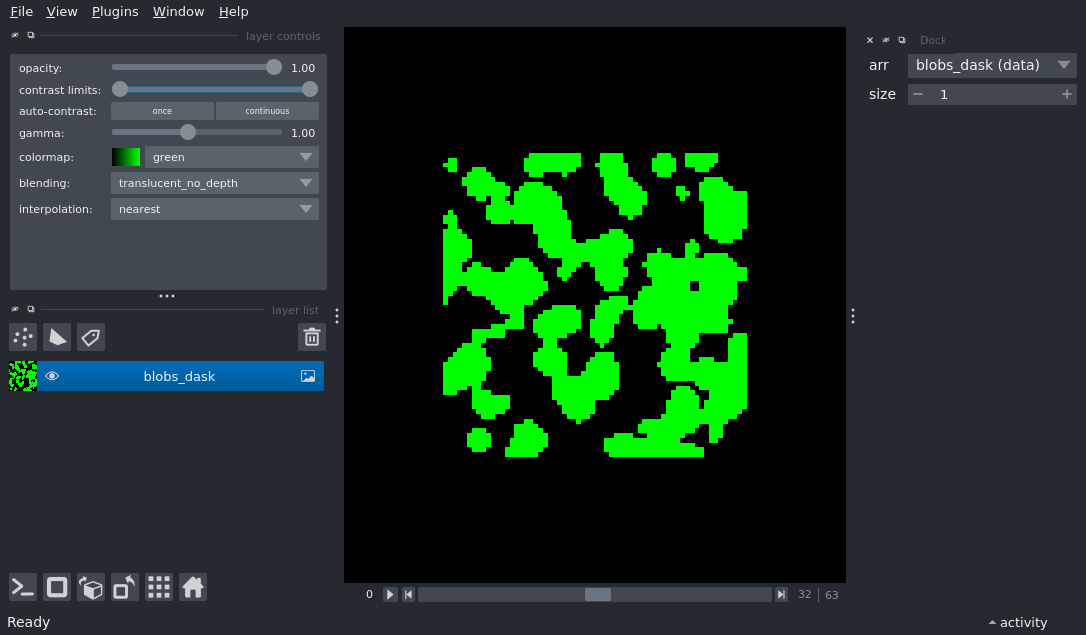 File View Plugins Window Help
layer controls
opacity: 1.00
contrast limits:
auto-contrast: once continuous
gamma: 1.00
colormap: green
blending: translucent_no_depth
interpolation: nearest
layer list
blobs_dask
0 32 63
Ready
Dock
arr blobs_dask (data)
size 1
activity